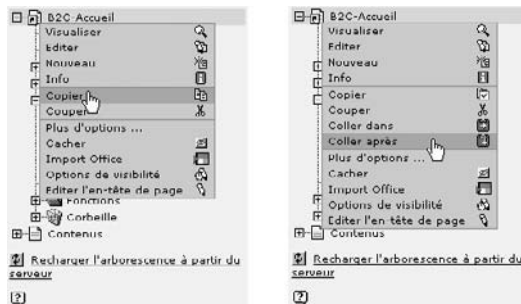 B2C-Accueil
Visualiser
Editer
Nouveau
Info
Copier
Couper
Plus d'options ...
Cacher
Import Office
Options de visibilité
Editer l'en-tête de page
Fonctions
Corbeille
Contenus
Recharger l'arborescence à partir du
serveur
[?]
B2C-Accueil
Visualiser
Editer
Nouveau
Info
Copier
Couper
Coller dans
Coller après
Plus d'options ...
Cacher
Import Office
Options de visibilité
Editer l'en-tête de page
Contenus
Recharger l'arborescence à partir du
serveur
[?]